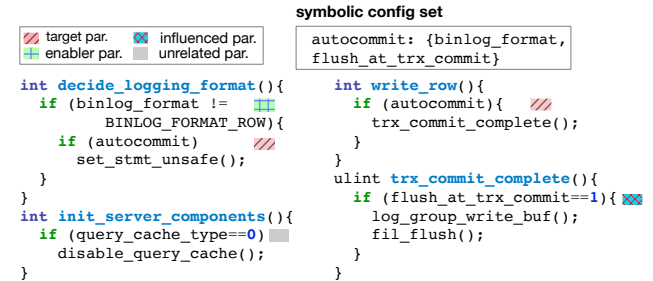 symbolic config set
target par. influenced par.
enabler par. unrelated par.
autocommit: {binlog_format,
flush_at_trx_commit}
int decide_logging_format(){
if (binlog_format !=
BINLOG_FORMAT_ROW){
if (autocommit)
set_stmt_unsafe();
}
}
int init_server_components(){
if (query_cache_type==0)
disable_query_cache();
}
int write_row(){
if (autocommit){
trx_commit_complete();
}
}
ulint trx_commit_complete(){
if (flush_at_trx_commit==1){
log_group_write_buf();
fil_flush();
}
}